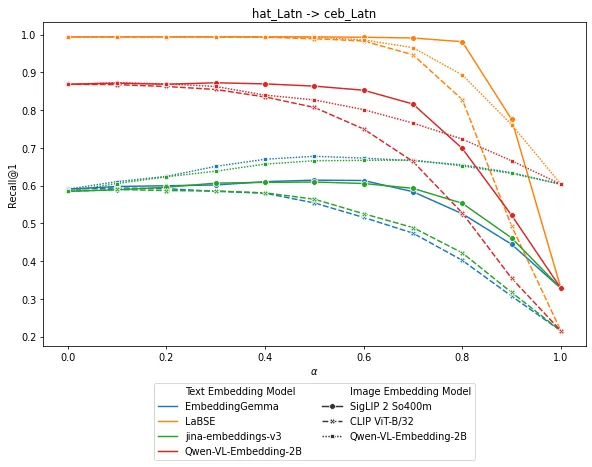 hat_Latn -> ceb_Latn
Recall@1
1.0
0.9
0.8
0.7
0.6
0.5
0.4
0.3
0.2
0.0 0.2 0.4 0.6 0.8 1.0
α
Text Embedding Model
EmbeddingGemma
LaBSE
jina-embeddings-v3
Qwen-VL-Embedding-2B
Image Embedding Model
SigLIP 2 So400m
CLIP ViT-B/32
Qwen-VL-Embedding-2B